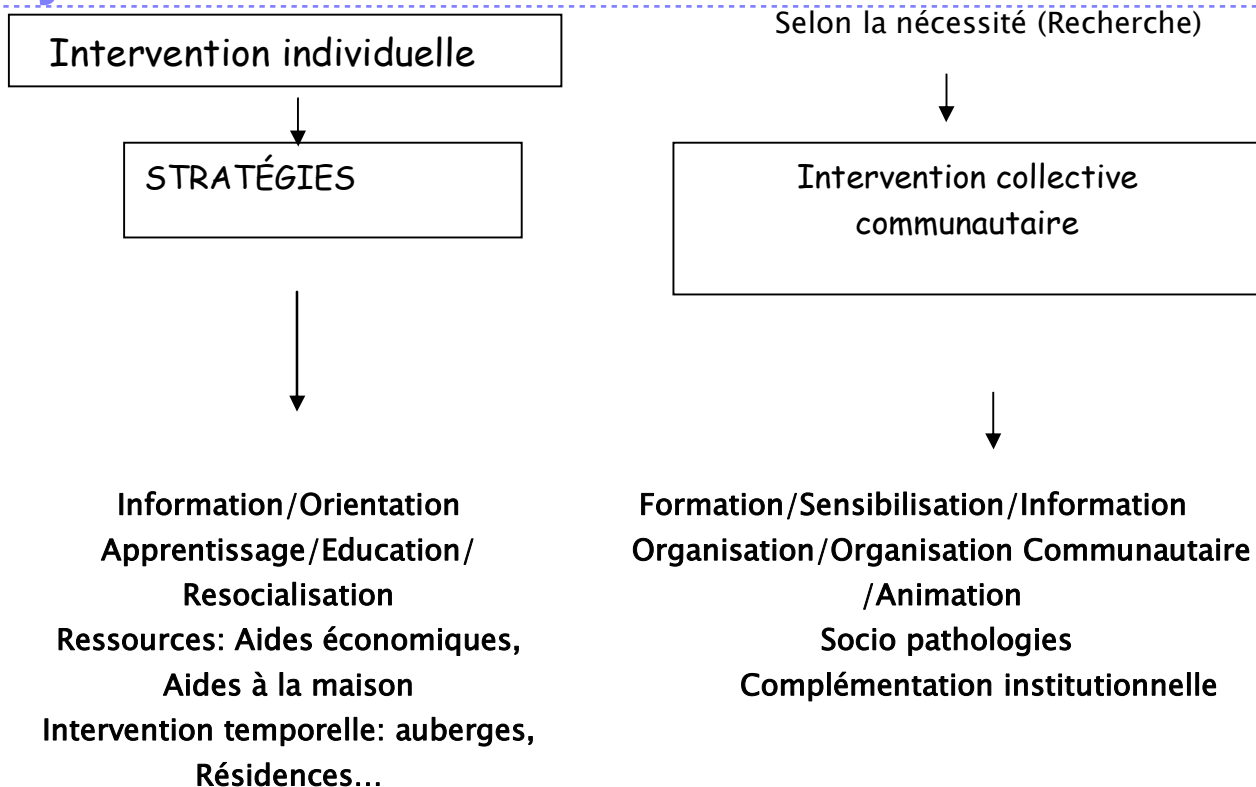 Intervention individuelle
STRATÉGIES
Information/Orientation
Apprentissage/Education/
Resocialisation
Ressources: Aides économiques,
Aides à la maison
Intervention temporelle: auberges,
Résidences...
Selon la nécessité (Recherche)
Intervention collective
communautaire
Formation/Sensibilisation/Information
Organisation/Organisation Communautaire
/Animation
Socio pathologies
Complémentation institutionnelle